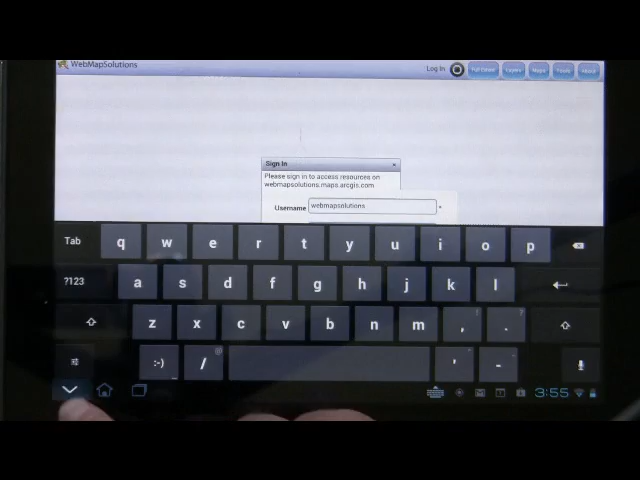 WebMapSolutions
Log In Full Extent Layers Maps Tools About
Sign In ×
Please sign in to access resources on
webmapsolutions.maps.arcgis.com
Username webmapsolutions *
Tab q w e r t y u i o p
?123 a s d f g h j k l
z x c v b n m , .
:-) / ' -
3:55